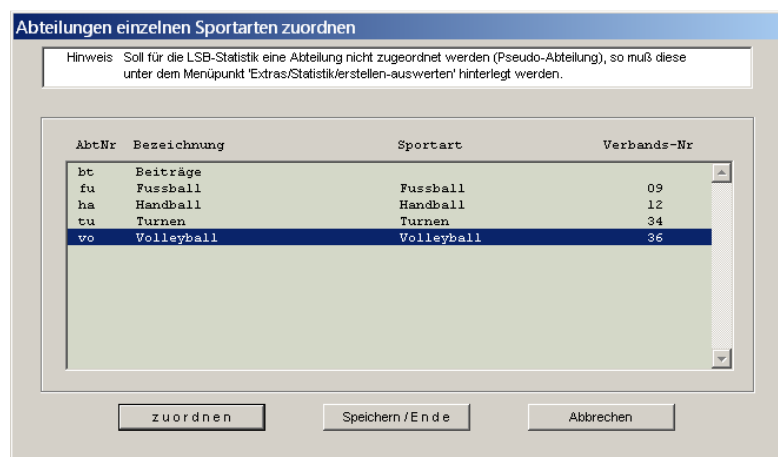 Abteilungen einzelnen Sportarten zuordnen
Hinweis Soll für die LSB-Statistik eine Abteilung nicht zugeordnet werden (Pseudo-Abteilung), so muß diese
unter dem Menüpunkt 'Extras/Statistik/erstellen-auswerten' hinterlegt werden.
AbtNr Bezeichnung Sportart Verbands-Nr
bt Beiträge
fu Fussball Fussball 09
ha Handball Handball 12
tu Turnen Turnen 34
vo Volleyball Volleyball 36
zuordnen Speichern / Ende Abbrechen